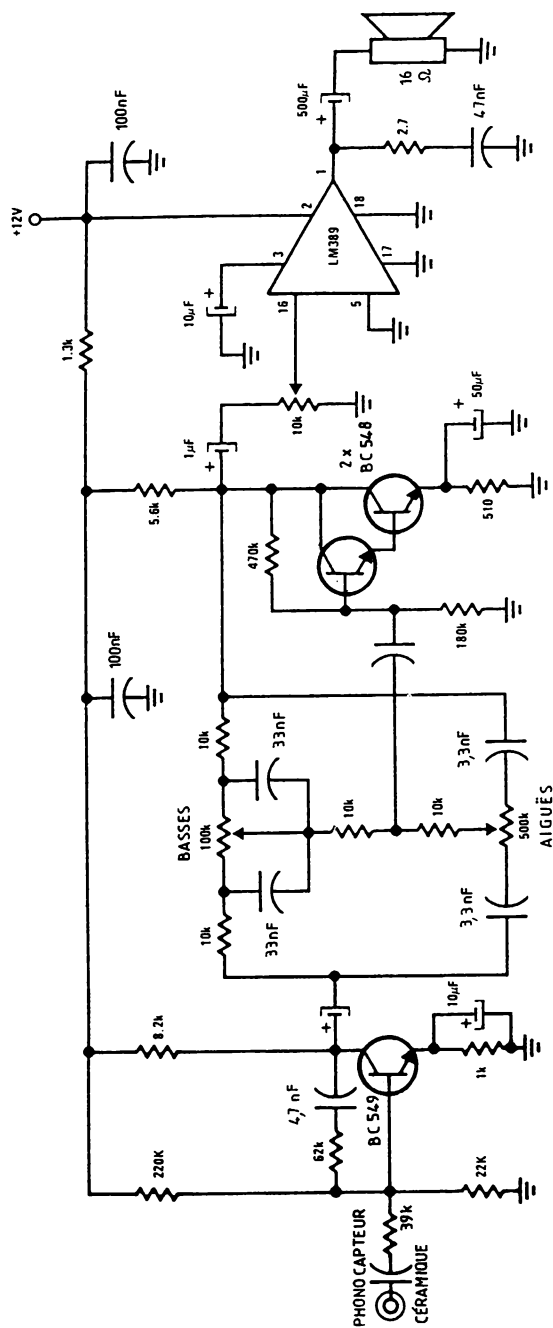 PHONO CAPTEUR
CÉRAMIQUE
39k
220K
22K
62k
4,7 nF
BC 549
8.2k
+
1k
+
10µF
10k
33nF
BASSES
100k
33nF
10k
10k
10k
3,3nF
500k
3,3nF
AIGUËS
100nF
5.6k
470k
180k
2 x
BC 548
510
+
50µF
1.3k
+
1µF
10k
+12V
100nF
10µF
+
3
2
16
5
LM389
17
18
1
+
500µF
2.7
47nF
16
Ω